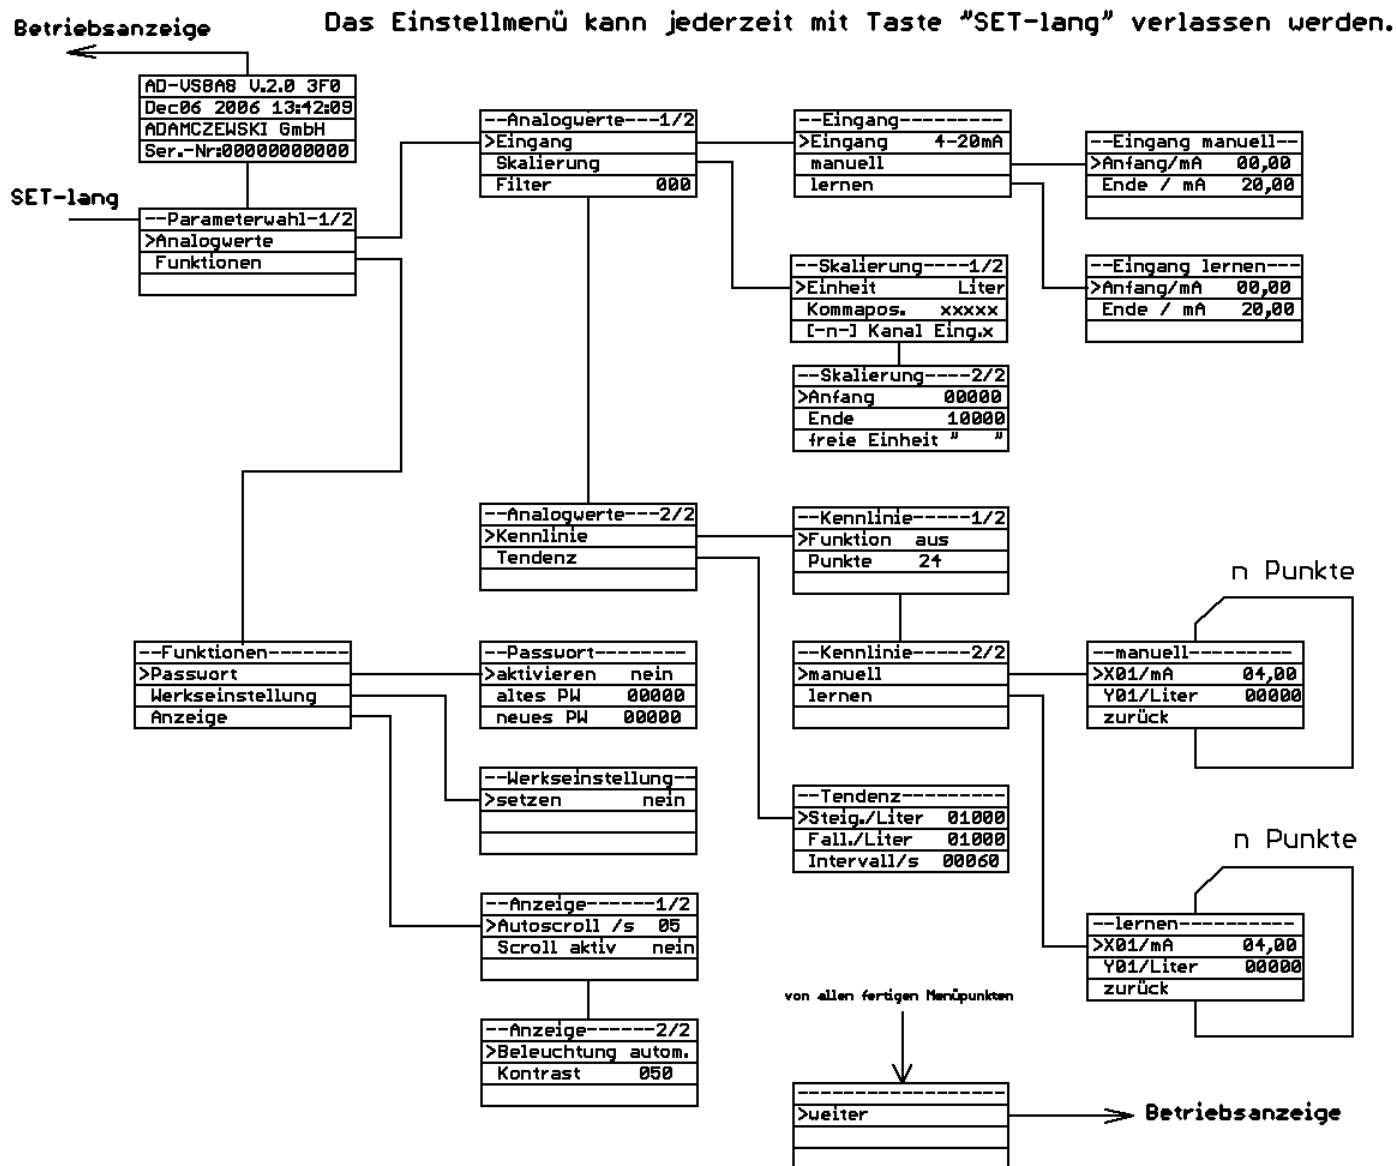 Das Einstellmenü kann jederzeit mit Taste "SET-lang" verlassen werden.
Betriebsanzeige
AD-VS8A8 V.2.0 3F0
Dec06 2006 13:42:09
ADAMCZEWSKI GmbH
Ser.-Nr:00000000000
SET-lang
--Parameterwahl-1/2
>Analogwerte
Funktionen
--Analogwerte---1/2
>Eingang
Skalierung
Filter 000
--Eingang---------
>Eingang 4-20mA
manuell
lernen
--Eingang manuell--
>Anfang/mA 00,00
Ende / mA 20,00
--Eingang lernen---
>Anfang/mA 00,00
Ende / mA 20,00
--Skalierung----1/2
>Einheit Liter
Kommapos. xxxxx
[-n-] Kanal Eing.x
--Skalierung----2/2
>Anfang 00000
Ende 10000
freie Einheit " "
--Analogwerte---2/2
>Kennlinie
Tendenz
--Kennlinie-----1/2
>Funktion aus
Punkte 24
--Kennlinie-----2/2
>manuell
lernen
n Punkte
--manuell----------
>X01/mA 04,00
Y01/Liter 00000
zurück
--Funktionen-------
>Passwort
Werkseinstellung
Anzeige
--Passwort--------
>aktivieren nein
altes PW 00000
neues PW 00000
--Werkseinstellung--
>setzen nein
--Tendenz----------
>Steig./Liter 01000
Fall./Liter 01000
Intervall/s 00060
n Punkte
--lernen----------
>X01/mA 04,00
Y01/Liter 00000
zurück
--Anzeige------1/2
>Autoscroll /s 05
Scroll aktiv nein
--Anzeige------2/2
>Beleuchtung autom.
Kontrast 050
von allen fertigen Menüpunkten
-------------------
>weiter
Betriebsanzeige